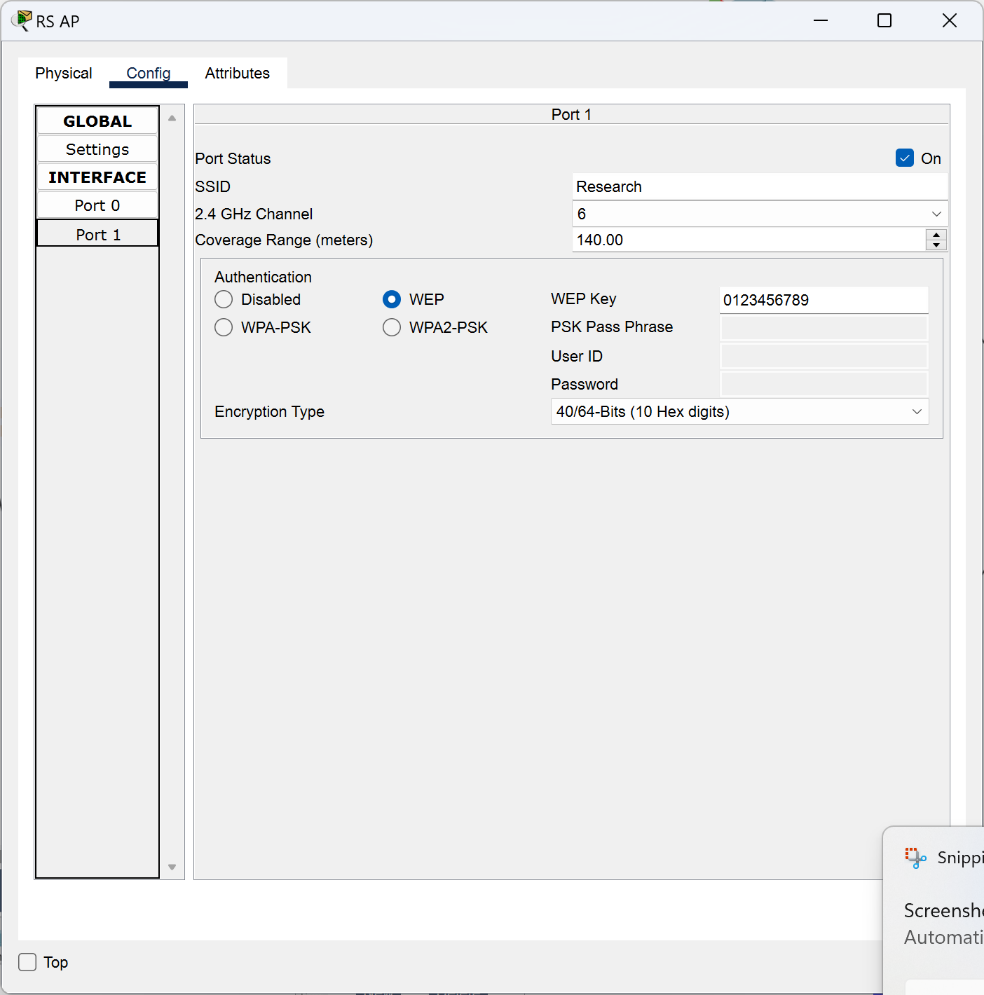 RS AP
Physical Config Attributes
GLOBAL
Settings
INTERFACE
Port 0
Port 1
Port 1
Port Status On
SSID Research
2.4 GHz Channel 6
Coverage Range (meters) 140.00
Authentication
Disabled WEP WEP Key 0123456789
WPA-PSK WPA2-PSK PSK Pass Phrase
User ID
Password
Encryption Type 40/64-Bits (10 Hex digits)
Snippi
Screensh
Automati
Top